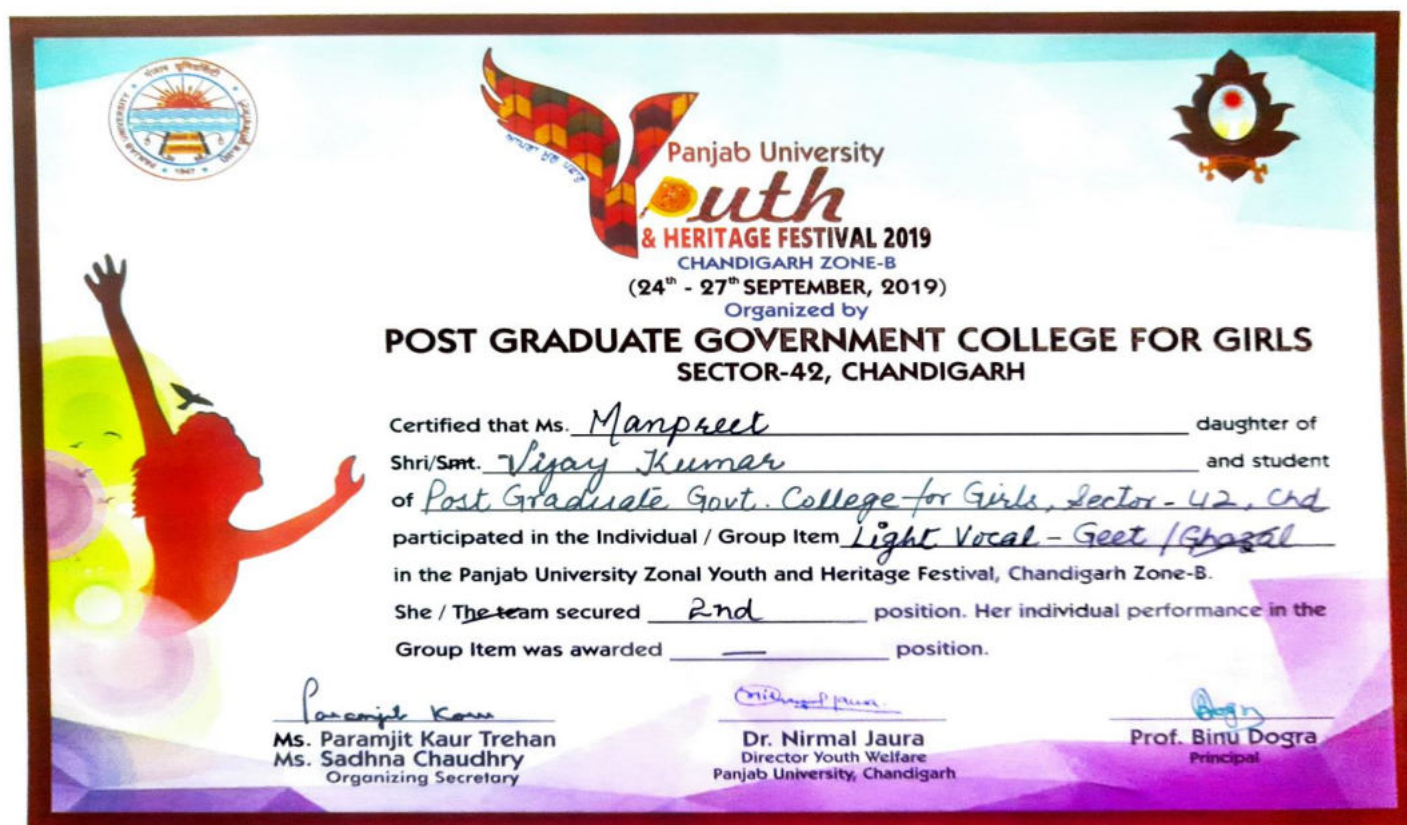 PANJAB UNIVERSITY
1947
Panjab University
Youth
& HERITAGE FESTIVAL 2019
CHANDIGARH ZONE-B
(24th - 27th SEPTEMBER, 2019)
Organized by
POST GRADUATE GOVERNMENT COLLEGE FOR GIRLS
SECTOR-42, CHANDIGARH
Certified that Ms. Manpreet daughter of
Shri/Smt. Vijay Kumar and student
of Post Graduate Govt. College for Girls, Sector-42, Chd
participated in the Individual / Group Item Light Vocal - Geet / Ghazal
in the Panjab University Zonal Youth and Heritage Festival, Chandigarh Zone-B.
She / The team secured 2nd position. Her individual performance in the
Group Item was awarded — position.
Paramjit Kaur
Ms. Paramjit Kaur Trehan
Ms. Sadhna Chaudhry
Organizing Secretary
Dr. Nirmal Jaura
Director Youth Welfare
Panjab University, Chandigarh
Prof. Binu Dogra
Principal